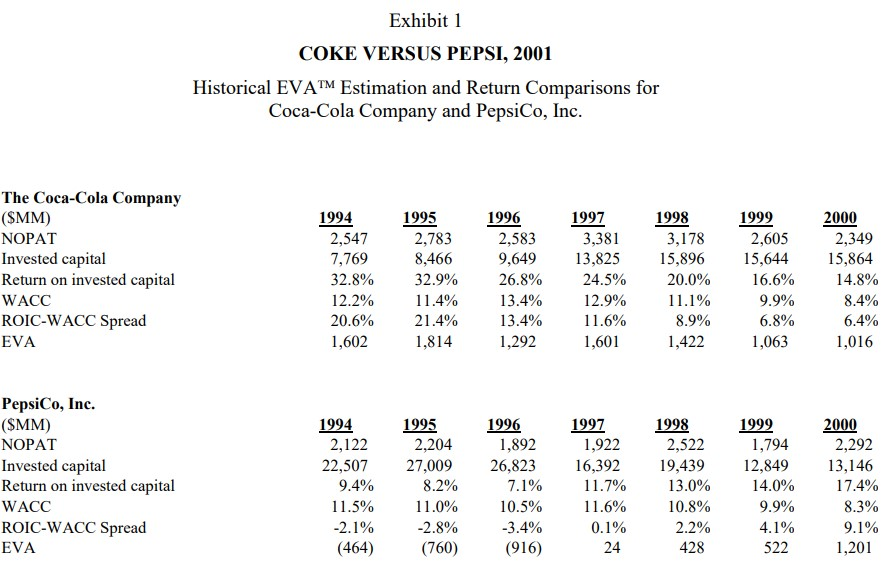 Exhibit 1
COKE VERSUS PEPSI, 2001
Historical EVA™ Estimation and Return Comparisons for
Coca-Cola Company and PepsiCo, Inc.
The Coca-Cola Company
($MM) 1994 1995 1996 1997 1998 1999 2000
NOPAT 2,547 2,783 2,583 3,381 3,178 2,605 2,349
Invested capital 7,769 8,466 9,649 13,825 15,896 15,644 15,864
Return on invested capital 32.8% 32.9% 26.8% 24.5% 20.0% 16.6% 14.8%
WACC 12.2% 11.4% 13.4% 12.9% 11.1% 9.9% 8.4%
ROIC-WACC Spread 20.6% 21.4% 13.4% 11.6% 8.9% 6.8% 6.4%
EVA 1,602 1,814 1,292 1,601 1,422 1,063 1,016
PepsiCo, Inc.
($MM) 1994 1995 1996 1997 1998 1999 2000
NOPAT 2,122 2,204 1,892 1,922 2,522 1,794 2,292
Invested capital 22,507 27,009 26,823 16,392 19,439 12,849 13,146
Return on invested capital 9.4% 8.2% 7.1% 11.7% 13.0% 14.0% 17.4%
WACC 11.5% 11.0% 10.5% 11.6% 10.8% 9.9% 8.3%
ROIC-WACC Spread -2.1% -2.8% -3.4% 0.1% 2.2% 4.1% 9.1%
EVA (464) (760) (916) 24 428 522 1,201